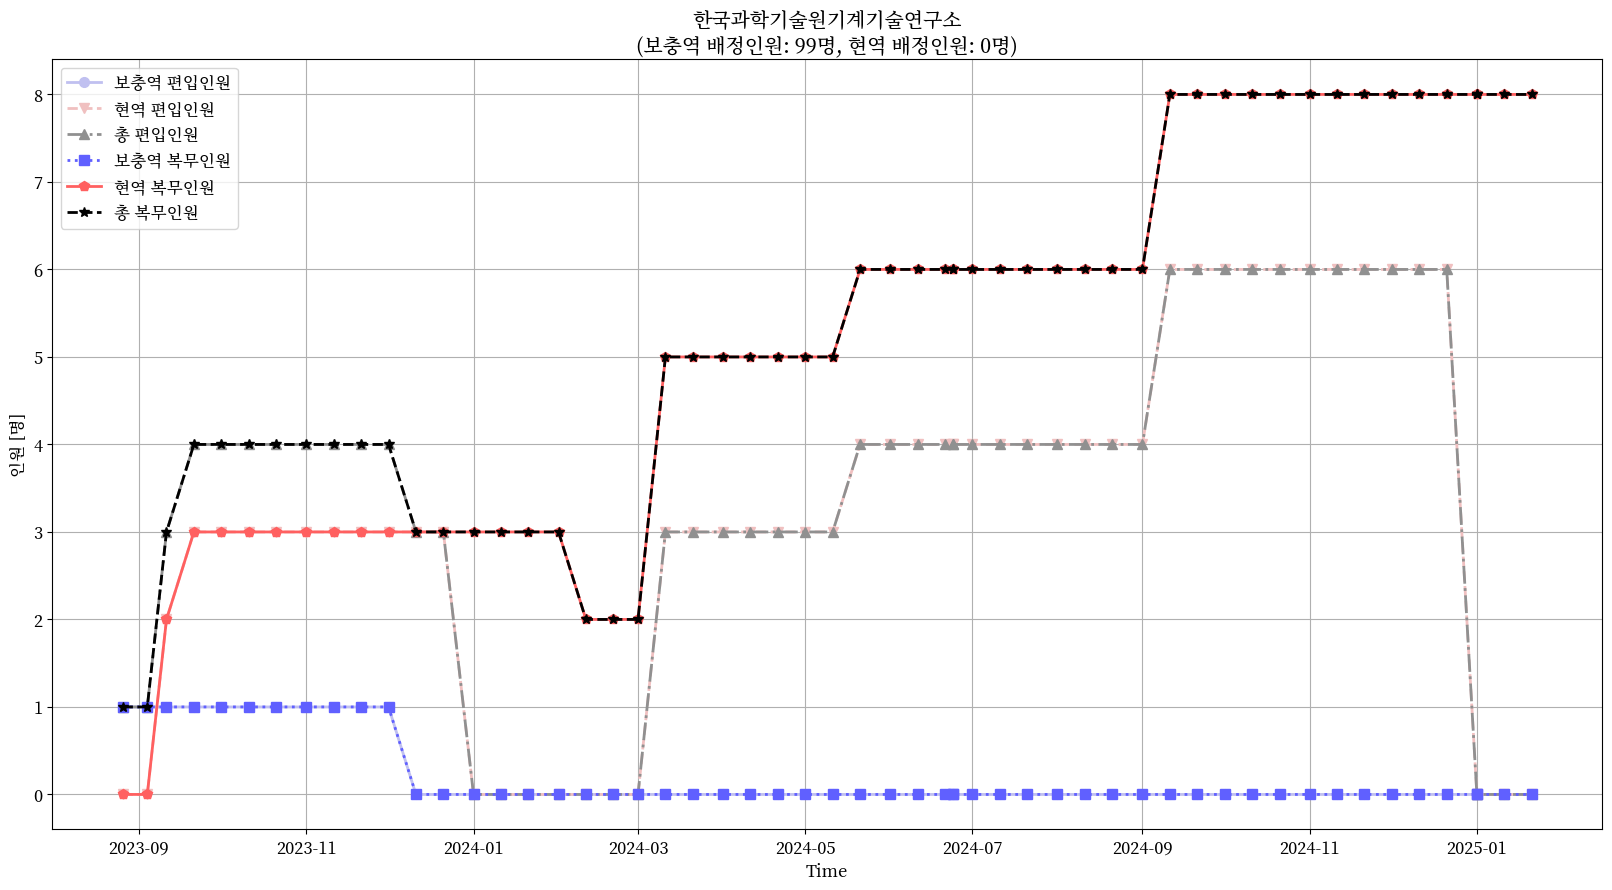 한국과학기술원기계기술연구소
(보충역 배정인원: 99명, 현역 배정인원: 0명)
보충역 편입인원
현역 편입인원
총 편입인원
보충역 복무인원
현역 복무인원
총 복무인원
인원 [명]
8
7
6
5
4
3
2
1
0
2023-09
2023-11
2024-01
2024-03
2024-05
2024-07
2024-09
2024-11
2025-01
Time